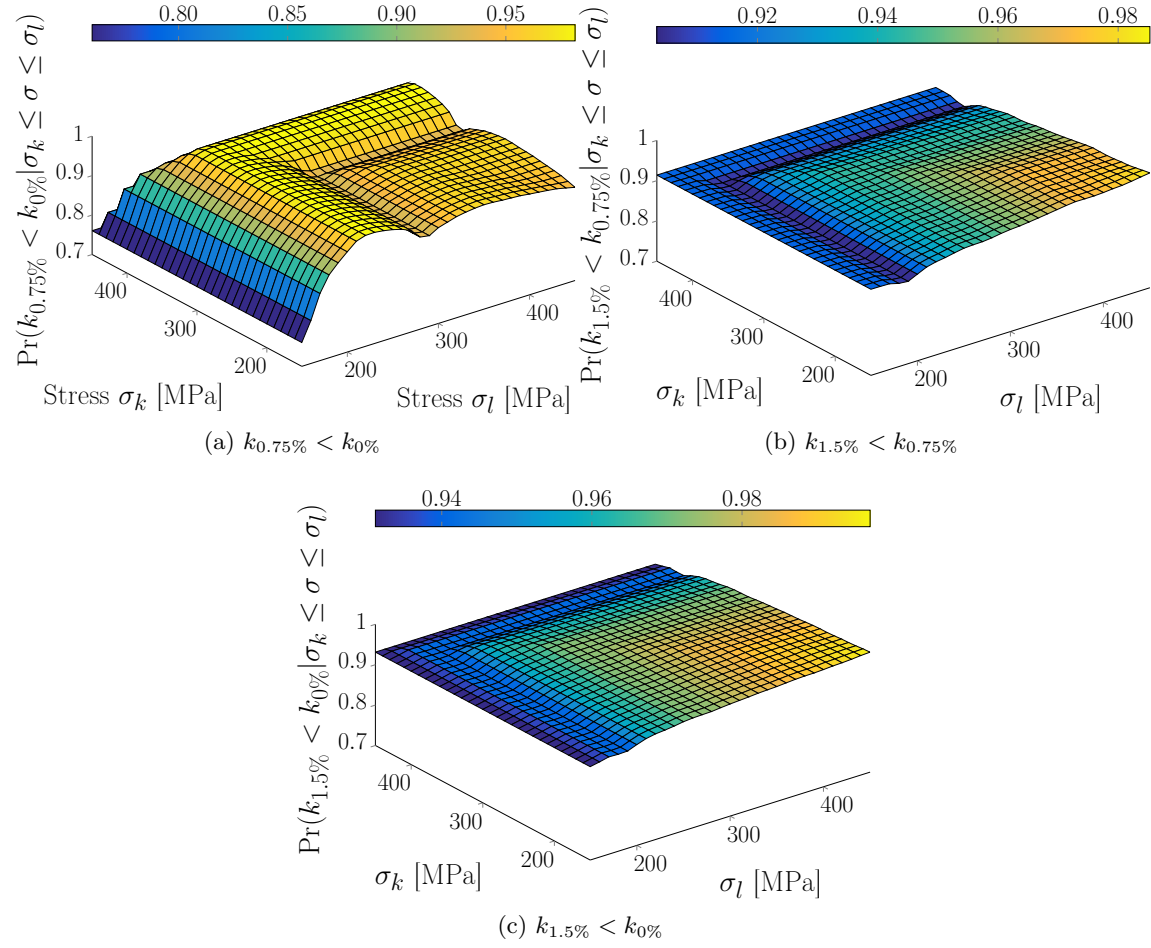 0.80 0.85 0.90 0.95
Pr(k0.75% < k0%|σk ≤ σ ≤ σl)
1
0.9
0.8
0.7
400
300
200
Stress σk [MPa]
200
300
400
Stress σl [MPa]
(a) k0.75% < k0%
0.92 0.94 0.96 0.98
Pr(k1.5% < k0.75%|σk ≤ σ ≤ σl)
1
0.9
0.8
0.7
400
300
200
σk [MPa]
200
300
400
σl [MPa]
(b) k1.5% < k0.75%
0.94 0.96 0.98
Pr(k1.5% < k0%|σk ≤ σ ≤ σl)
1
0.9
0.8
0.7
400
300
200
σk [MPa]
200
300
400
σl [MPa]
(c) k1.5% < k0%